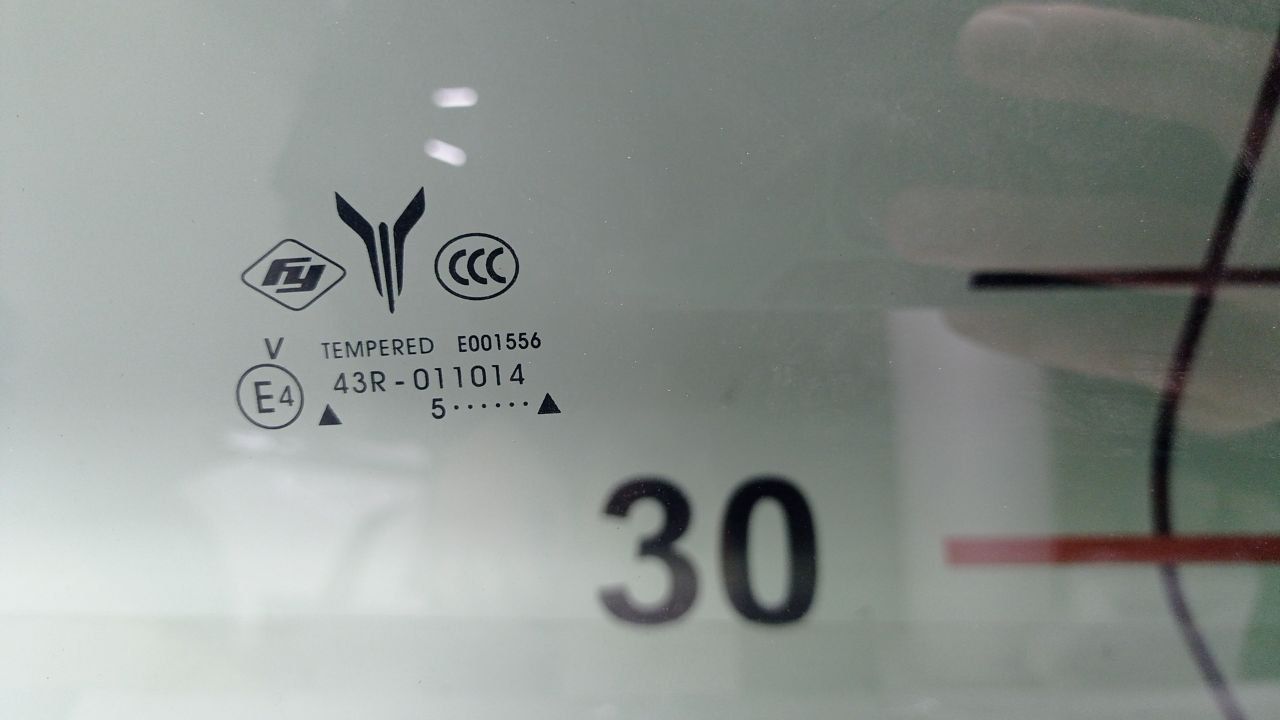 FY CCC
V TEMPERED E001556
E4 43R-011014
5······
30